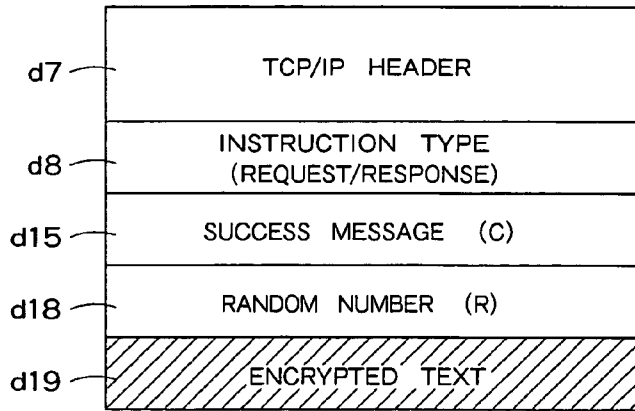 d7 TCP/IP HEADER
d8 INSTRUCTION TYPE
(REQUEST/RESPONSE)
d15 SUCCESS MESSAGE (C)
d18 RANDOM NUMBER (R)
d19 ENCRYPTED TEXT